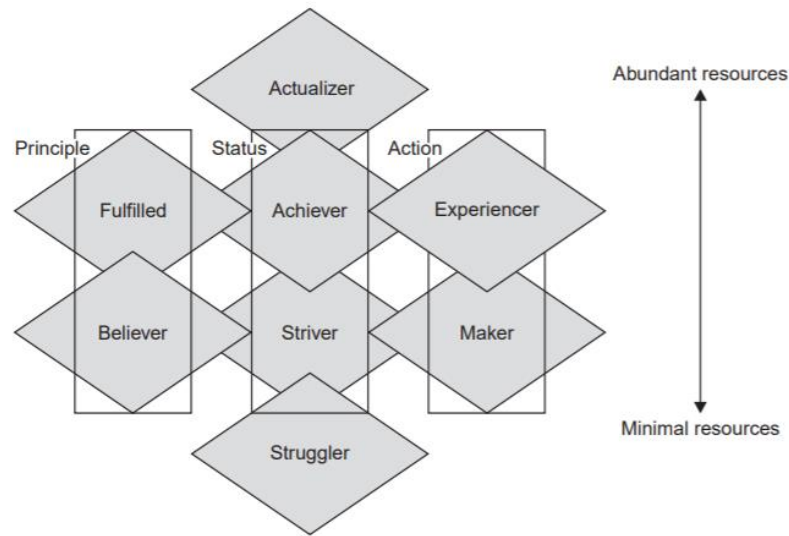 Actualizer
Abundant resources
Principle
Status
Action
Fulfilled
Achiever
Experiencer
Believer
Striver
Maker
Minimal resources
Struggler